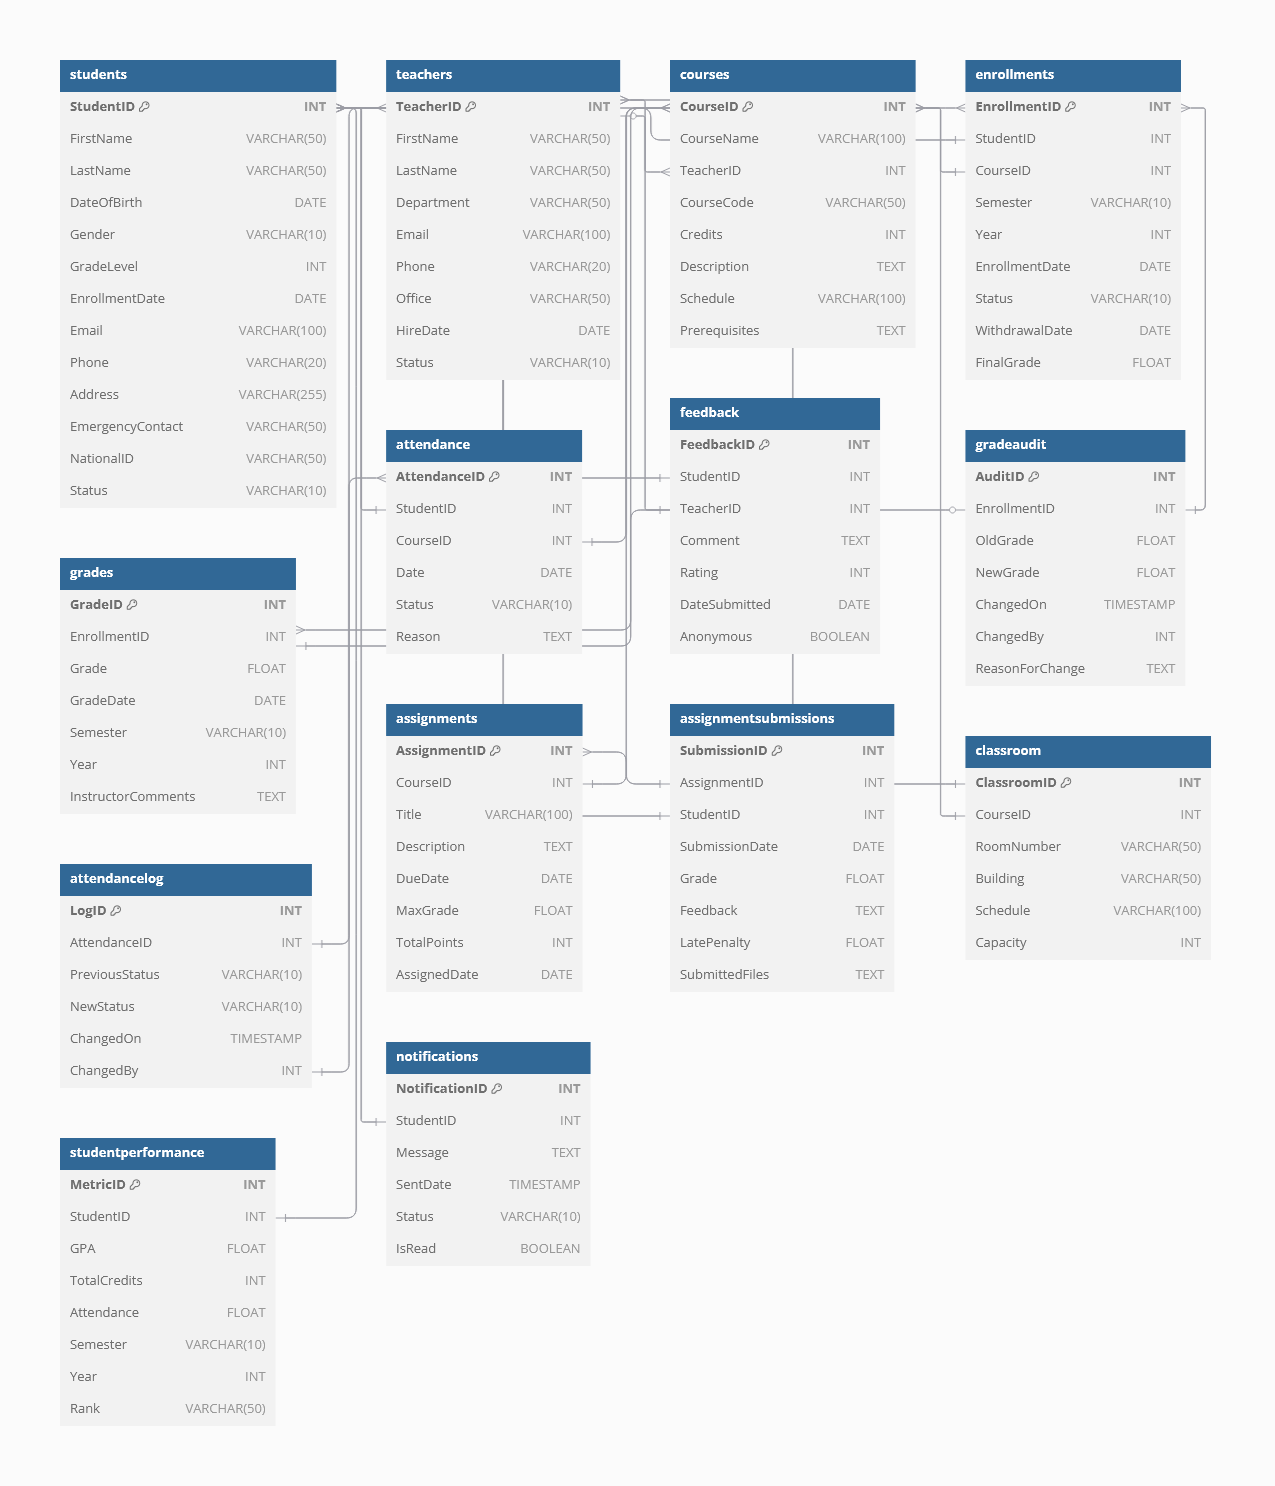 students
StudentID INT
FirstName VARCHAR(50)
LastName VARCHAR(50)
DateOfBirth DATE
Gender VARCHAR(10)
GradeLevel INT
EnrollmentDate DATE
Email VARCHAR(100)
Phone VARCHAR(20)
Address VARCHAR(255)
EmergencyContact VARCHAR(50)
NationalID VARCHAR(50)
Status VARCHAR(10)
teachers
TeacherID INT
FirstName VARCHAR(50)
LastName VARCHAR(50)
Department VARCHAR(50)
Email VARCHAR(100)
Phone VARCHAR(20)
Office VARCHAR(50)
HireDate DATE
Status VARCHAR(10)
courses
CourseID INT
CourseName VARCHAR(100)
TeacherID INT
CourseCode VARCHAR(50)
Credits INT
Description TEXT
Schedule VARCHAR(100)
Prerequisites TEXT
enrollments
EnrollmentID INT
StudentID INT
CourseID INT
Semester VARCHAR(10)
Year INT
EnrollmentDate DATE
Status VARCHAR(10)
WithdrawalDate DATE
FinalGrade FLOAT
attendance
AttendanceID INT
StudentID INT
CourseID INT
Date DATE
Status VARCHAR(10)
Reason TEXT
feedback
FeedbackID INT
StudentID INT
TeacherID INT
Comment TEXT
Rating INT
DateSubmitted DATE
Anonymous BOOLEAN
gradeaudit
AuditID INT
EnrollmentID INT
OldGrade FLOAT
NewGrade FLOAT
ChangedOn TIMESTAMP
ChangedBy INT
ReasonForChange TEXT
grades
GradeID INT
EnrollmentID INT
Grade FLOAT
GradeDate DATE
Semester VARCHAR(10)
Year INT
InstructorComments TEXT
assignments
AssignmentID INT
CourseID INT
Title VARCHAR(100)
Description TEXT
DueDate DATE
MaxGrade FLOAT
TotalPoints INT
AssignedDate DATE
assignmentsubmissions
SubmissionID INT
AssignmentID INT
StudentID INT
SubmissionDate DATE
Grade FLOAT
Feedback TEXT
LatePenalty FLOAT
SubmittedFiles TEXT
classroom
ClassroomID INT
CourseID INT
RoomNumber VARCHAR(50)
Building VARCHAR(50)
Schedule VARCHAR(100)
Capacity INT
attendancelog
LogID INT
AttendanceID INT
PreviousStatus VARCHAR(10)
NewStatus VARCHAR(10)
ChangedOn TIMESTAMP
ChangedBy INT
notifications
NotificationID INT
StudentID INT
Message TEXT
SentDate TIMESTAMP
Status VARCHAR(10)
IsRead BOOLEAN
studentperformance
MetricID INT
StudentID INT
GPA FLOAT
TotalCredits INT
Attendance FLOAT
Semester VARCHAR(10)
Year INT
Rank VARCHAR(50)